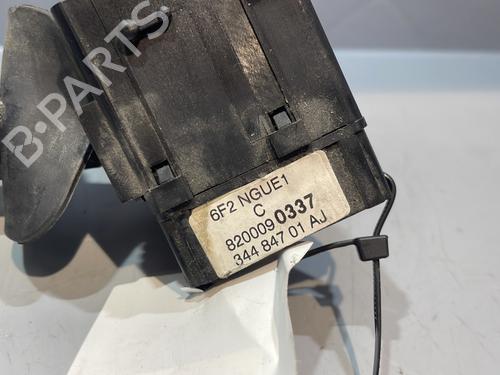 B-PARTS
6F2 NGUE1
C
8200090337
344 847 01 AJ